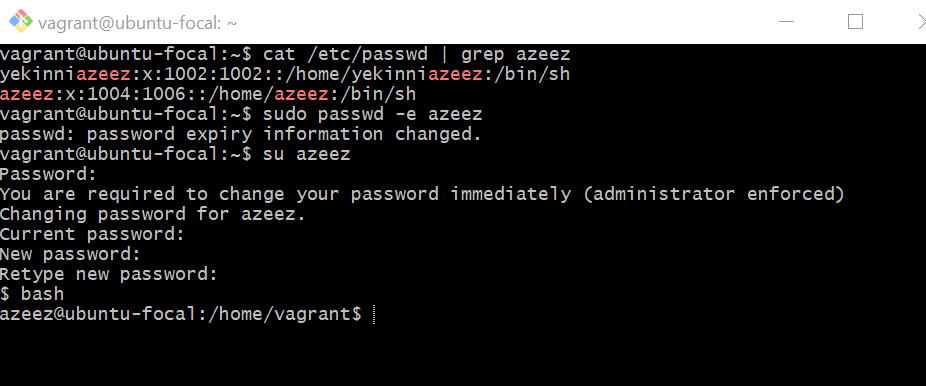 vagrant@ubuntu-focal: ~
vagrant@ubuntu-focal:~$ cat /etc/passwd | grep azeez
yekinniazeez:x:1002:1002::/home/yekinniazeez:/bin/sh
azeez:x:1004:1006::/home/azeez:/bin/sh
vagrant@ubuntu-focal:~$ sudo passwd -e azeez
passwd: password expiry information changed.
vagrant@ubuntu-focal:~$ su azeez
Password:
You are required to change your password immediately (administrator enforced)
Changing password for azeez.
Current password:
New password:
Retype new password:
$ bash
azeez@ubuntu-focal:/home/vagrant$